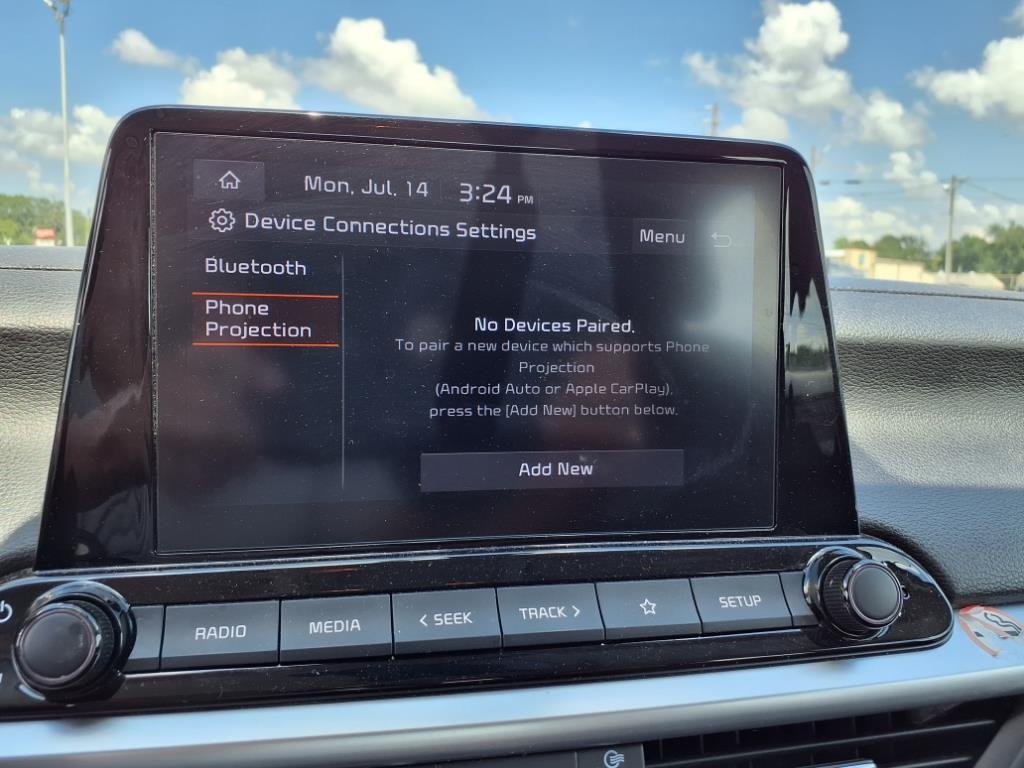 Mon, Jul, 14 3:24 PM
Device Connections Settings
Menu
Bluetooth
Phone
Projection
No Devices Paired.
To pair a new device which supports Phone
Projection
(Android Auto or Apple CarPlay),
press the [Add New] button below.
Add New
RADIO
MEDIA
< SEEK
TRACK >
SETUP